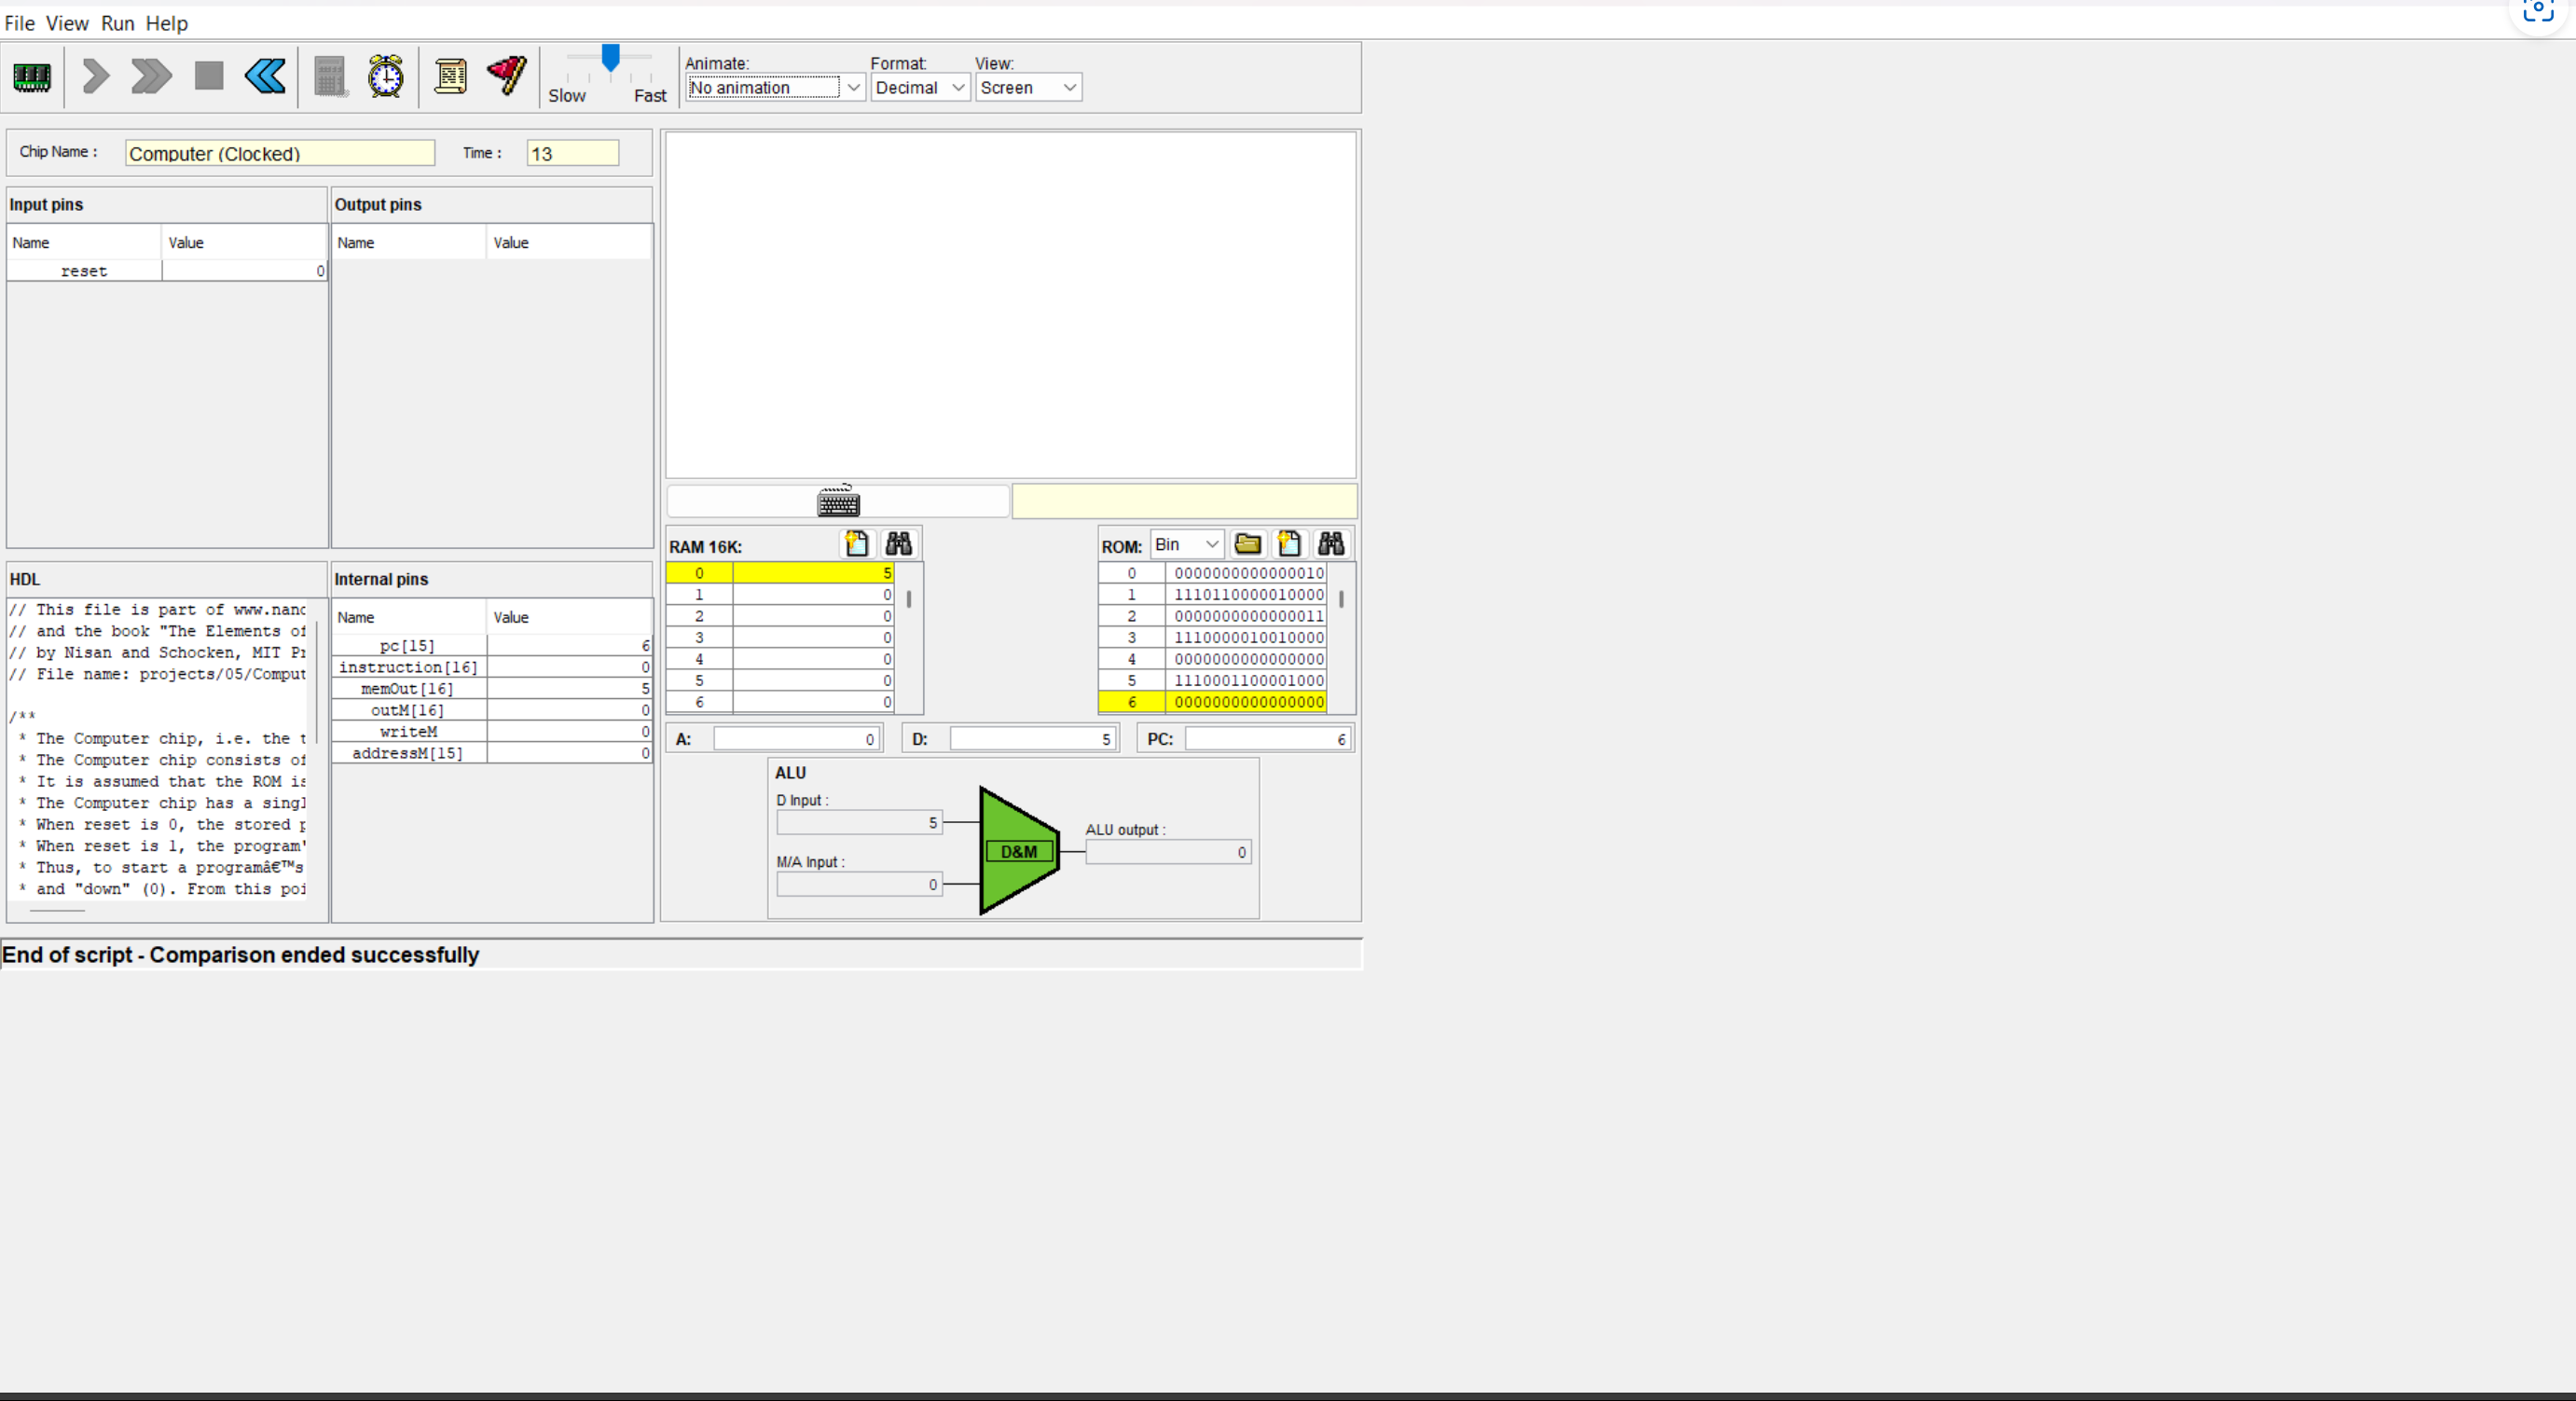 File View Run Help
Slow Fast
Animate: Format: View:
No animation Decimal Screen
Chip Name : Computer (Clocked) Time : 13
Input pins
Name Value
reset 0
Output pins
Name Value
HDL
// This file is part of www.nand
// and the book "The Elements of
// by Nisan and Schocken, MIT Pr
// File name: projects/05/Comput
/**
* The Computer chip, i.e. the t
* The Computer chip consists of
* It is assumed that the ROM is
* The Computer chip has a singl
* When reset is 0, the stored p
* When reset is 1, the program'
* Thus, to start a programâ€™s
* and "down" (0). From this poi
Internal pins
Name Value
pc[15] 6
instruction[16] 0
memOut[16] 5
outM[16] 0
writeM 0
addressM[15] 0
RAM 16K:
0 5
1 0
2 0
3 0
4 0
5 0
6 0
ROM: Bin
0 0000000000000010
1 1110110000010000
2 0000000000000011
3 1110000010010000
4 0000000000000000
5 1110001100001000
6 0000000000000000
A: 0 D: 5 PC: 6
ALU
D Input :
5
M/A Input :
0
D&M
ALU output :
0
End of script - Comparison ended successfully